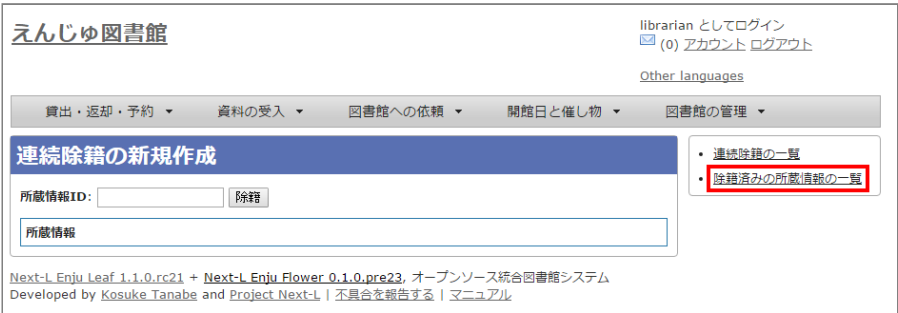 えんじゅ図書館
librarian としてログイン
(0) アカウント ログアウト
Other languages
貸出・返却・予約 ▼ 資料の受入 ▼ 図書館への依頼 ▼ 開館日と催し物 ▼ 図書館の管理 ▼
連続除籍の新規作成
所蔵情報ID: 除籍
所蔵情報
• 連続除籍の一覧
• 除籍済みの所蔵情報の一覧
Next-L Enju Leaf 1.1.0.rc21 + Next-L Enju Flower 0.1.0.pre23, オープンソース統合図書館システム
Developed by Kosuke Tanabe and Project Next-L | 不具合を報告する | マニュアル